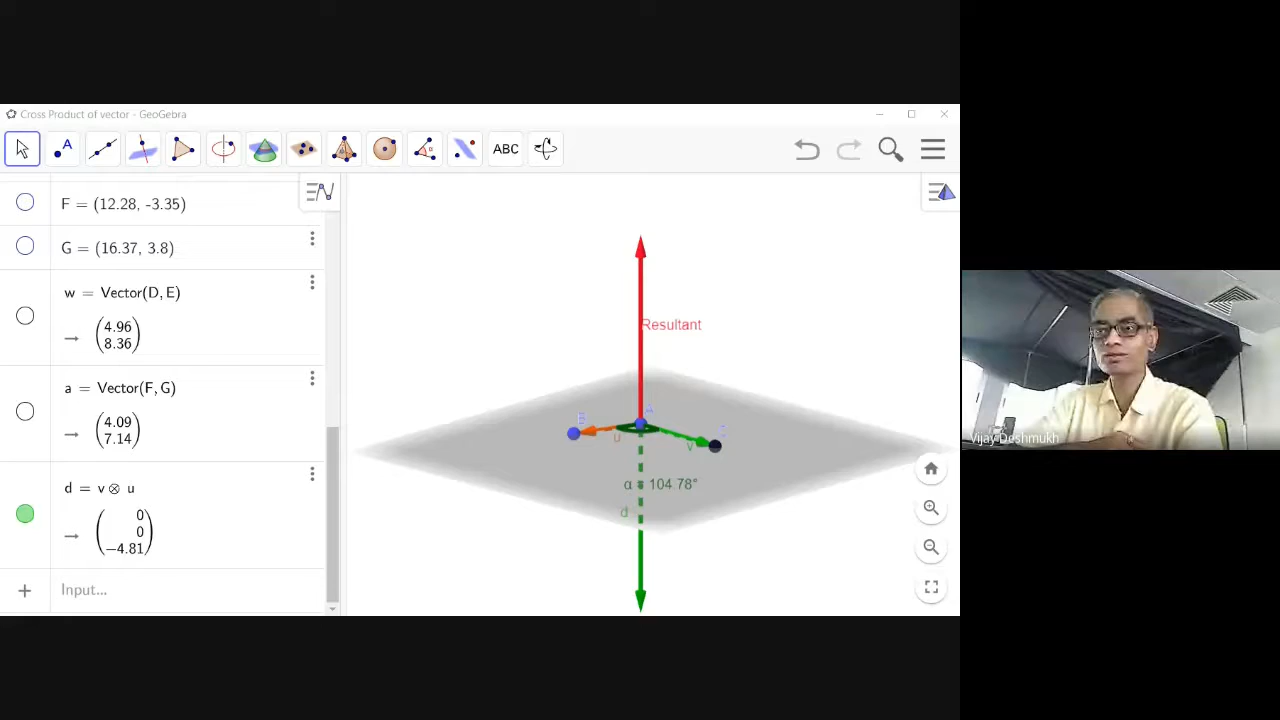 Cross Product of vector - GeoGebra
A
α
ABC
F = (12.28, -3.35)
G = (16.37, 3.8)
w = Vector(D, E)
→ (4.96
8.36)
a = Vector(F, G)
→ (4.09
7.14)
d = v ⊗ u
→ (0
0
−4.81)
+ Input...
Resultant
B
A
u
v
α = 104.78°
d
Vijay Deshmukh